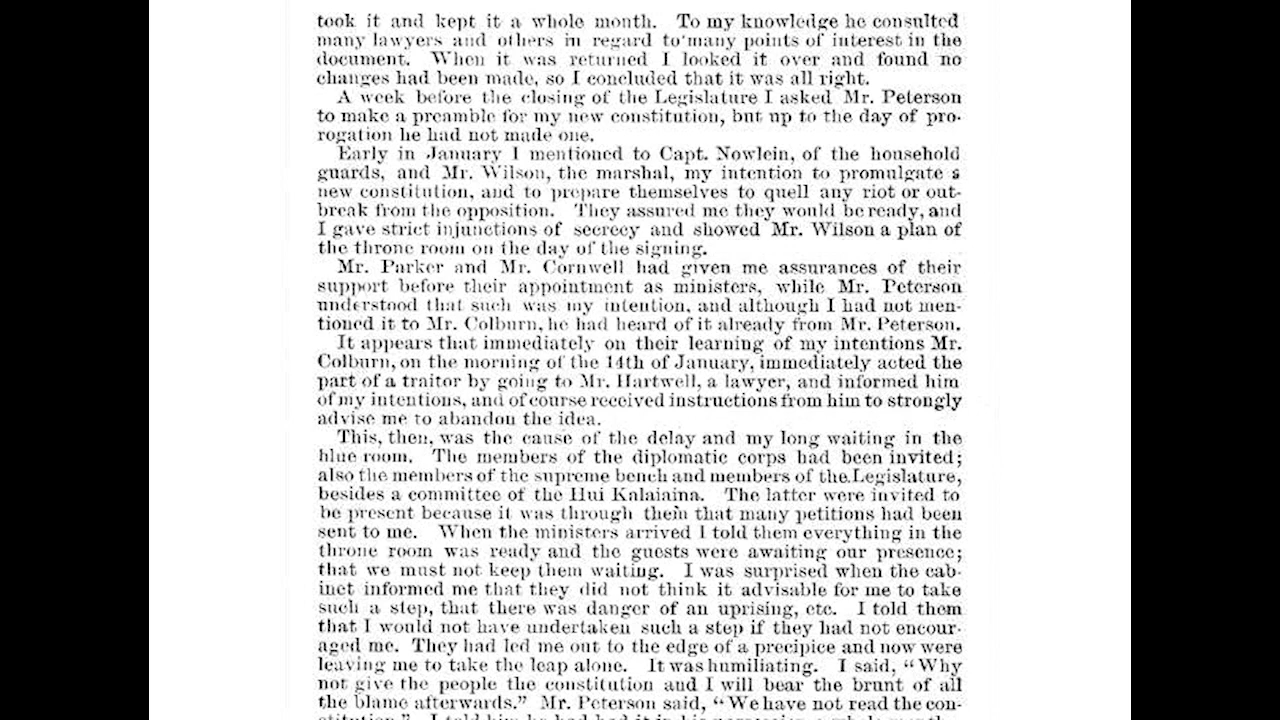 took it and kept it a whole month. To my knowledge he consulted
many lawyers and others in regard to many points of interest in the
document. When it was returned I looked it over and found no
changes had been made, so I concluded that it was all right.
A week before the closing of the Legislature I asked Mr. Peterson
to make a preamble for my new constitution, but up to the day of pro-
rogation he had not made one.
Early in January I mentioned to Capt. Nowlein, of the household
guards, and Mr. Wilson, the marshal, my intention to promulgate a
new constitution, and to prepare themselves to quell any riot or out-
break from the opposition. They assured me they would be ready, and
I gave strict injunctions of secrecy and showed Mr. Wilson a plan of
the throne room on the day of the signing.
Mr. Parker and Mr. Cornwell had given me assurances of their
support before their appointment as ministers, while Mr. Peterson
understood that such was my intention, and although I had not men-
tioned it to Mr. Colburn, he had heard of it already from Mr. Peterson.
It appears that immediately on their learning of my intentions Mr.
Colburn, on the morning of the 14th of January, immediately acted the
part of a traitor by going to Mr. Hartwell, a lawyer, and informed him
of my intentions, and of course received instructions from him to strongly
advise me to abandon the idea.
This, then, was the cause of the delay and my long waiting in the
blue room. The members of the diplomatic corps had been invited;
also the members of the supreme bench and members of the Legislature,
besides a committee of the Hui Kalaiaina. The latter were invited to
be present because it was through them that many petitions had been
sent to me. When the ministers arrived I told them everything in the
throne room was ready and the guests were awaiting our presence;
that we must not keep them waiting. I was surprised when the cab-
inet informed me that they did not think it advisable for me to take
such a step, that there was danger of an uprising, etc. I told them
that I would not have undertaken such a step if they had not encour-
aged me. They had led me out to the edge of a precipice and now were
leaving me to take the leap alone. It was humiliating. I said, "Why
not give the people the constitution and I will bear the brunt of all
the blame afterwards." Mr. Peterson said, "We have not read the con-
stitution." I told him he had had it in his possession a whole month.